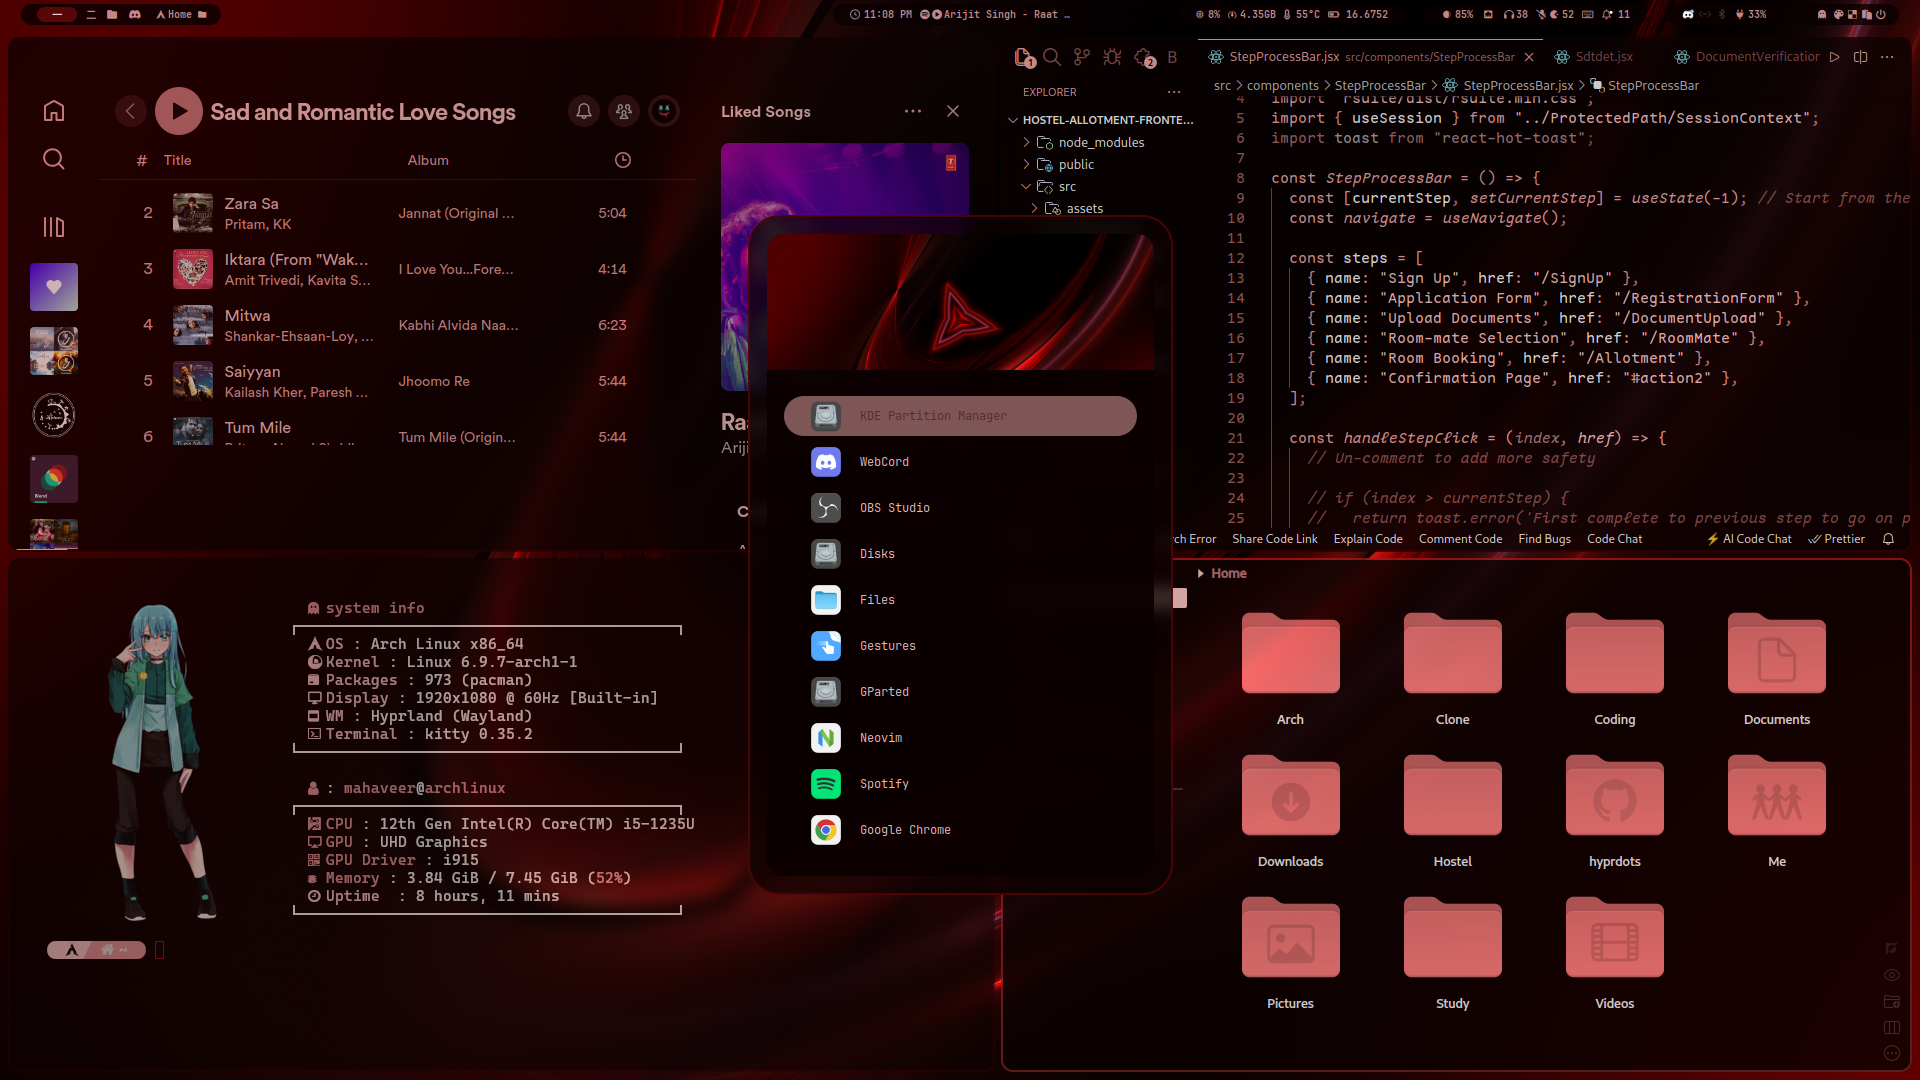 Home
11:08 PM
Arijit Singh - Raat …
8%
4.35GB
55°C
16.6752
85%
38
52
11
33%
Sad and Romantic Love Songs
# Title Album
2 Zara Sa Jannat (Original ... 5:04
Pritam, KK
3 Iktara (From "Wak... I Love You...Fore... 4:14
Amit Trivedi, Kavita S...
4 Mitwa Kabhi Alvida Naa... 6:23
Shankar-Ehsaan-Loy, ...
5 Saiyyan Jhoomo Re 5:44
Kailash Kher, Paresh ...
6 Tum Mile Tum Mile (Origin... 5:44
Blend
Liked Songs
Raa
Ariji
C
1
2
B
EXPLORER
HOSTEL-ALLOTMENT-FRONTE...
node_modules
public
src
assets
StepProcessBar.jsx src/components/StepProcessBar
Sdtdet.jsx
DocumentVerification
src > components > StepProcessBar > StepProcessBar.jsx > StepProcessBar
4 import "rsuite/dist/rsuite.min.css";
5 import { useSession } from "../ProtectedPath/SessionContext";
6 import toast from "react-hot-toast";
7
8 const StepProcessBar = () => {
9 const [currentStep, setCurrentStep] = useState(-1); // Start from the
10 const navigate = useNavigate();
11
12 const steps = [
13 { name: "Sign Up", href: "/SignUp" },
14 { name: "Application Form", href: "/RegistrationForm" },
15 { name: "Upload Documents", href: "/DocumentUpload" },
16 { name: "Room-mate Selection", href: "/RoomMate" },
17 { name: "Room Booking", href: "/Allotment" },
18 { name: "Confirmation Page", href: "#action2" },
19 ];
20
21 const handleStepClick = (index, href) => {
22 // Un-comment to add more safety
23
24 // if (index > currentStep) {
25 // return toast.error('First complete to previous step to go on p
rch Error Share Code Link Explain Code Comment Code Find Bugs Code Chat AI Code Chat Prettier
KDE Partition Manager
WebCord
OBS Studio
Disks
Files
Gestures
GParted
Neovim
Spotify
Google Chrome
system info
OS : Arch Linux x86_64
Kernel : Linux 6.9.7-arch1-1
Packages : 973 (pacman)
Display : 1920x1080 @ 60Hz [Built-in]
WM : Hyprland (Wayland)
Terminal : kitty 0.35.2
: mahaveer@archlinux
CPU : 12th Gen Intel(R) Core(TM) i5-1235U
GPU : UHD Graphics
GPU Driver : i915
Memory : 3.84 GiB / 7.45 GiB (52%)
Uptime : 8 hours, 11 mins
~
Home
Arch
Clone
Coding
Documents
Downloads
Hostel
hyprdots
Me
Pictures
Study
Videos